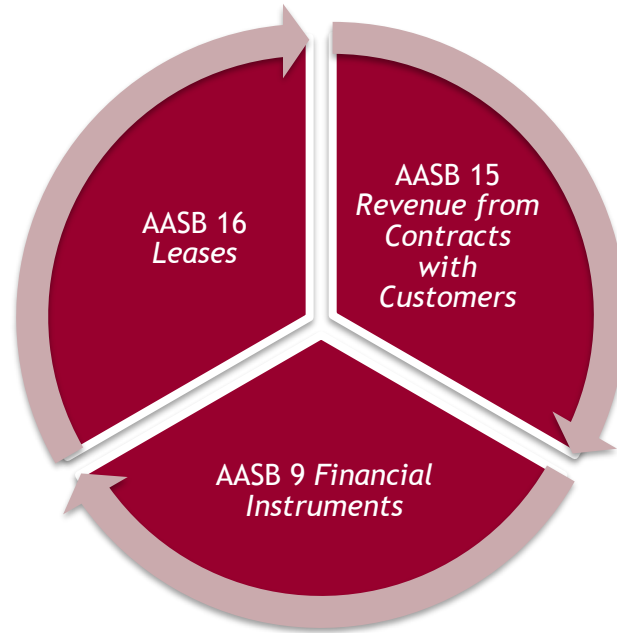 AASB 16
Leases
AASB 15
Revenue from
Contracts
with
Customers
AASB 9 Financial
Instruments